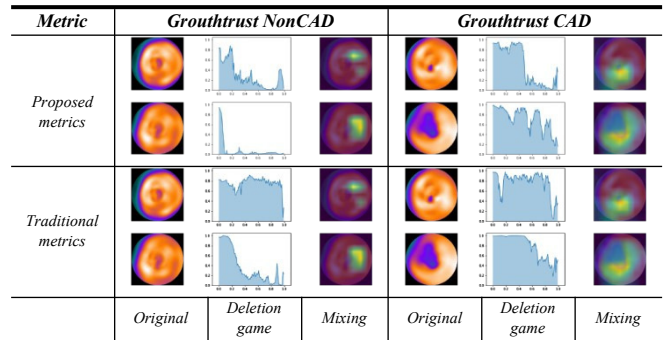 Metric Grouthtrust NonCAD Grouthtrust CAD
Proposed
metrics
Traditional
metrics
Original Deletion
game Mixing Original Deletion
game Mixing